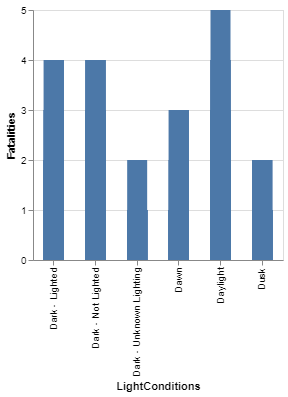 5
4
3
2
1
0
Fatalities
Dark - Lighted
Dark - Not Lighted
Dark - Unknown Lighting
Dawn
Daylight
Dusk
LightConditions